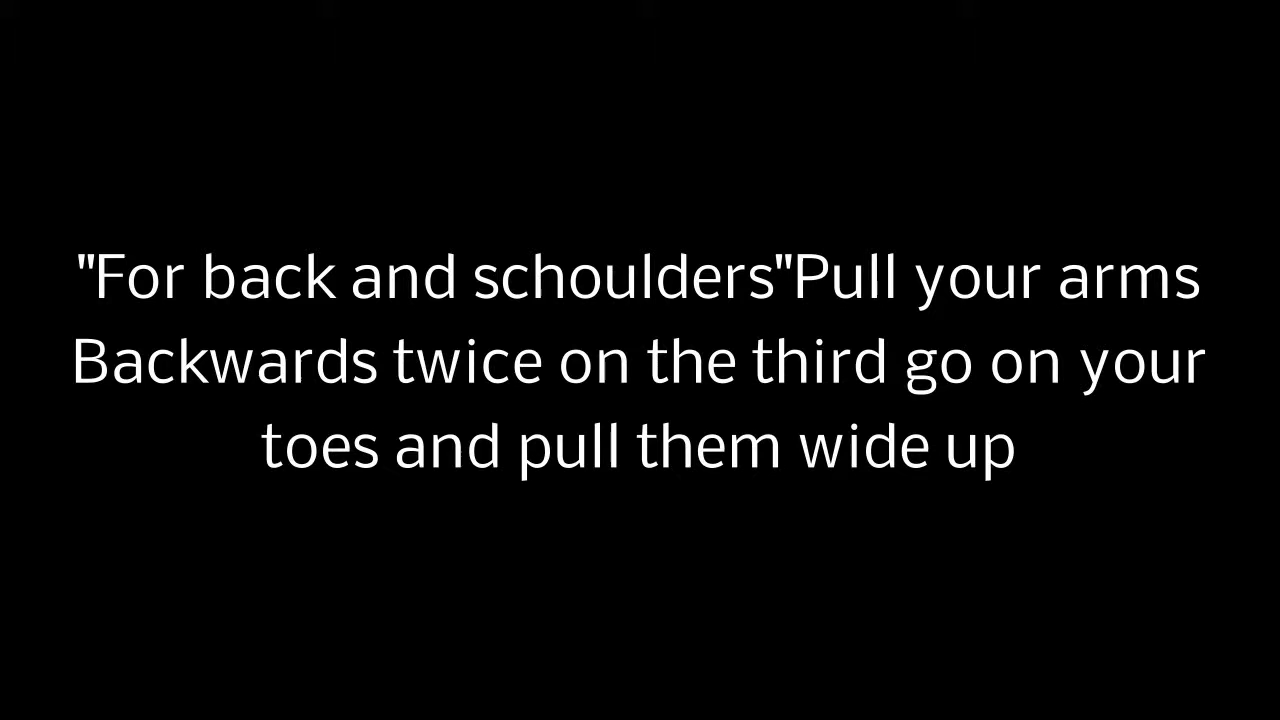 "For back and schoulders"Pull your arms
Backwards twice on the third go on your
toes and pull them wide up